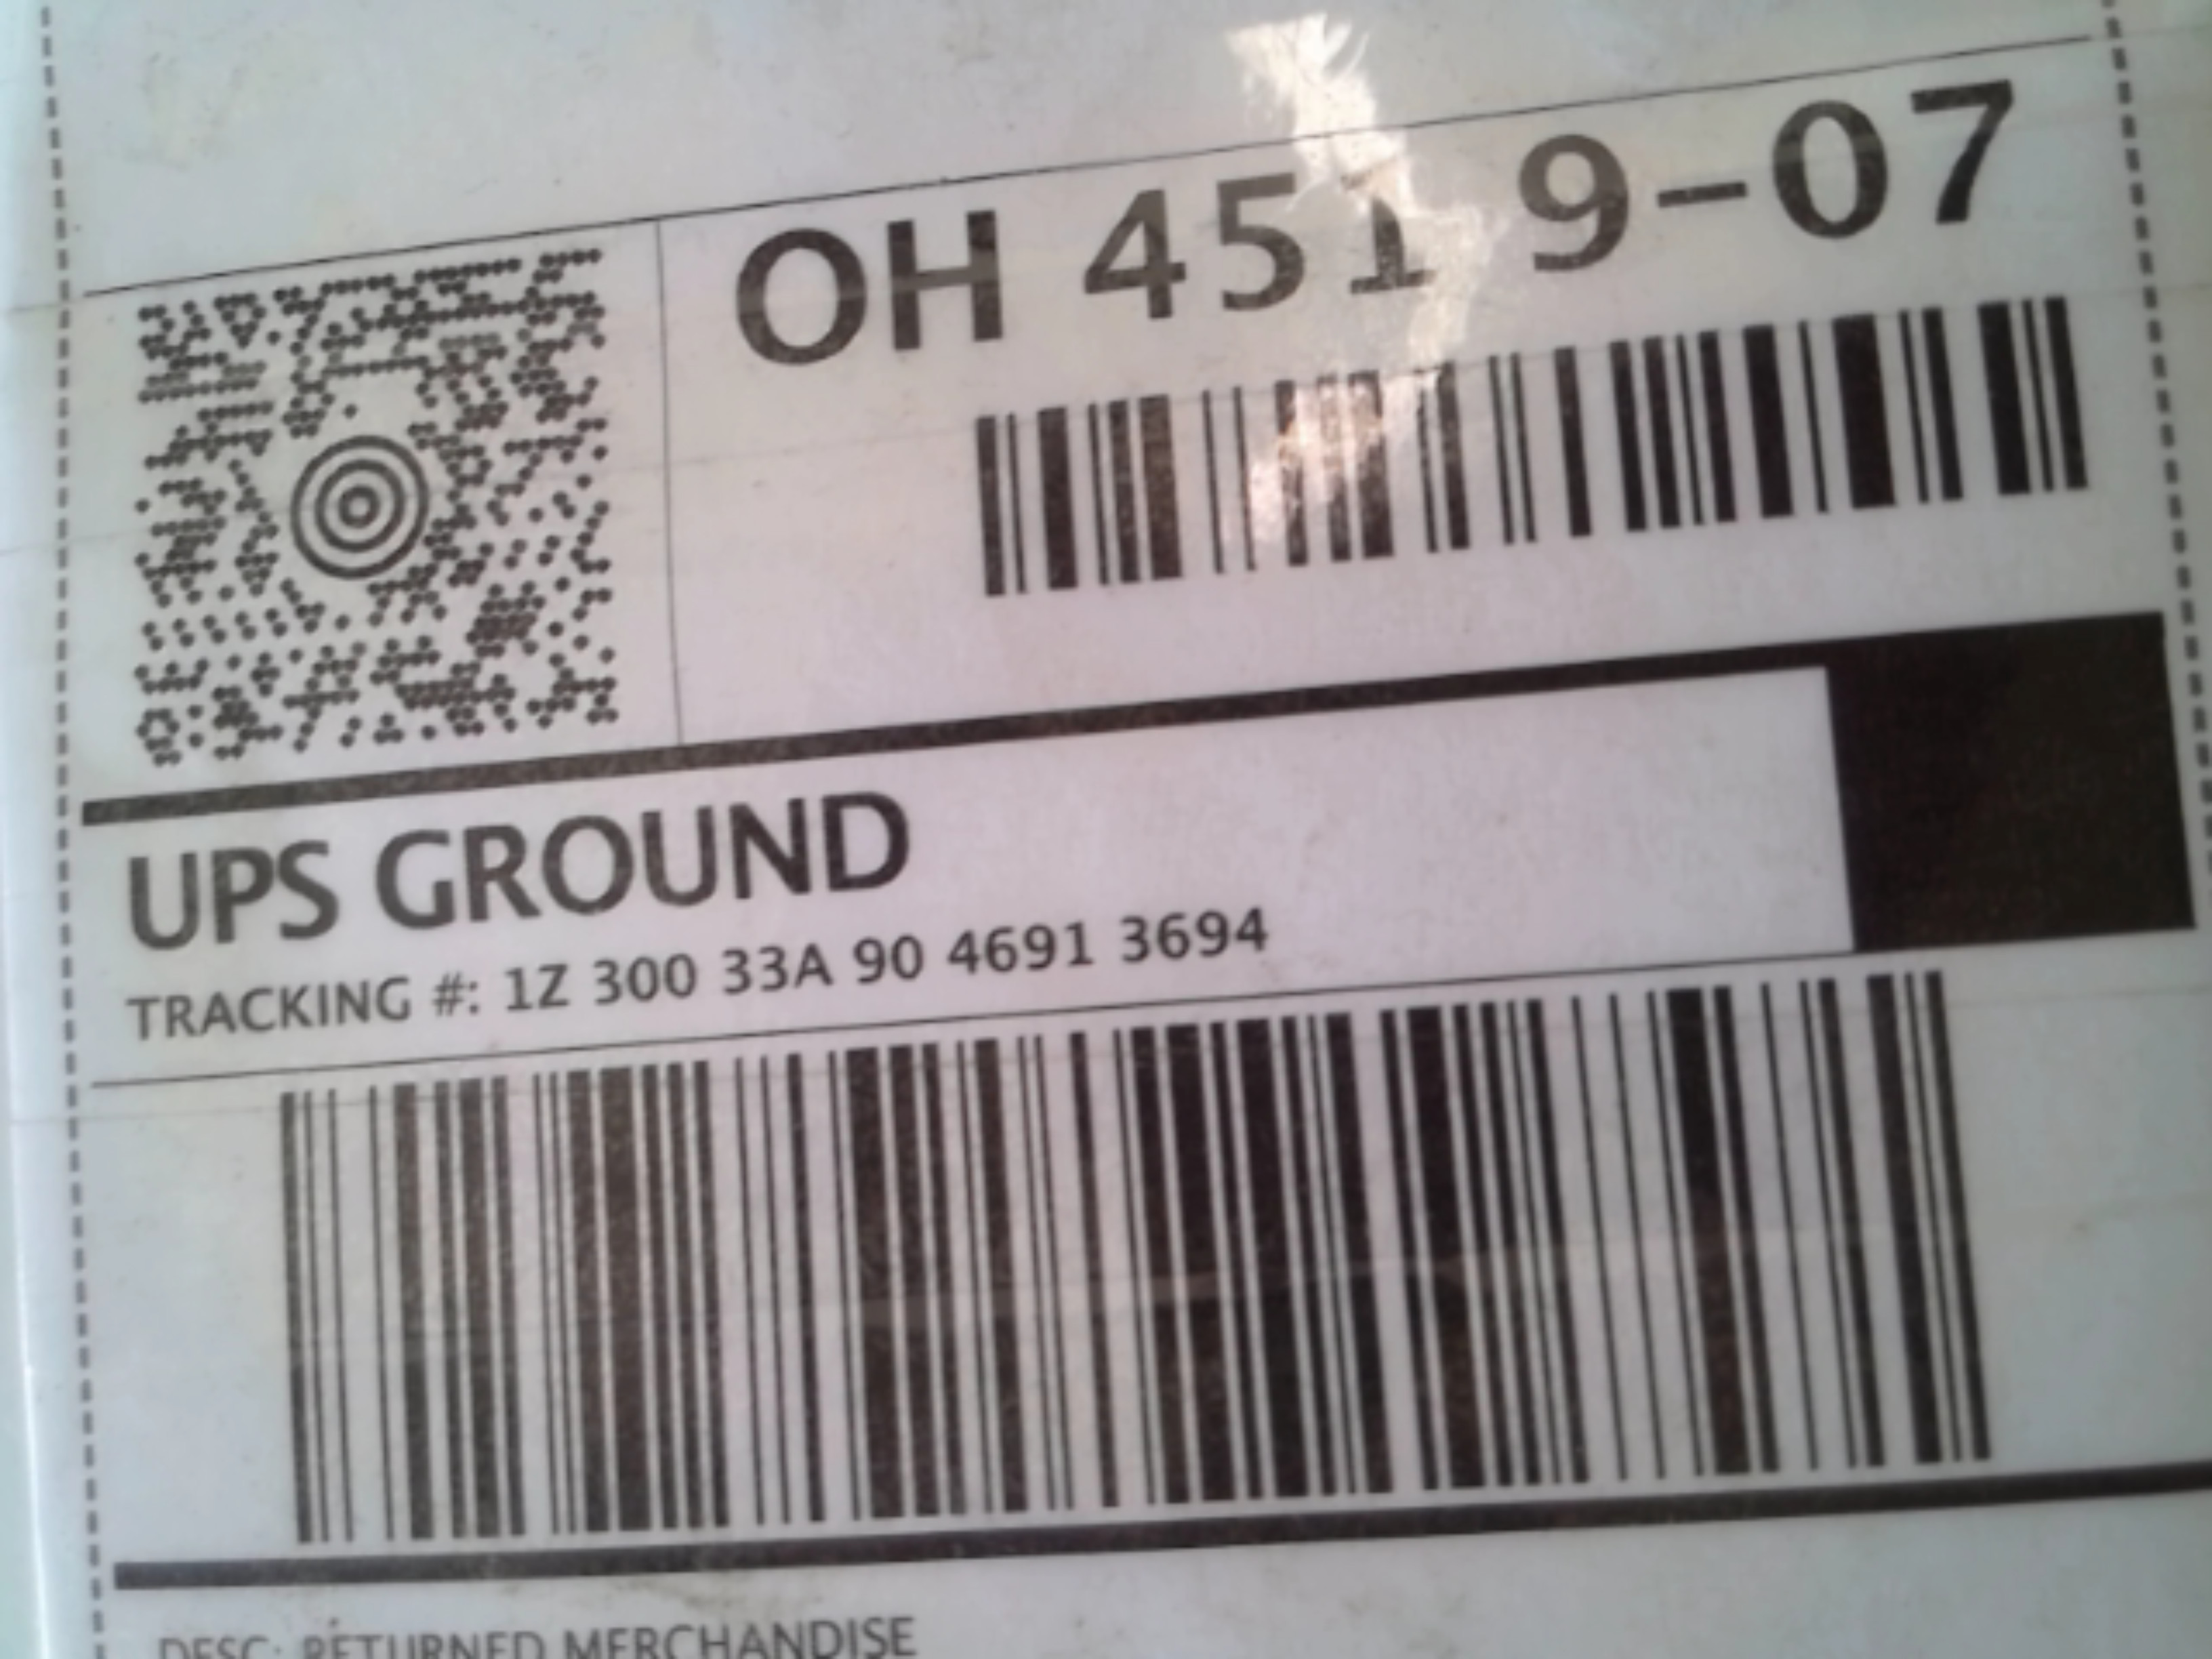 OH 451 9-07
UPS GROUND
TRACKING #: 1Z 300 33A 90 4691 3694
DESC: RETURNED MERCHANDISE